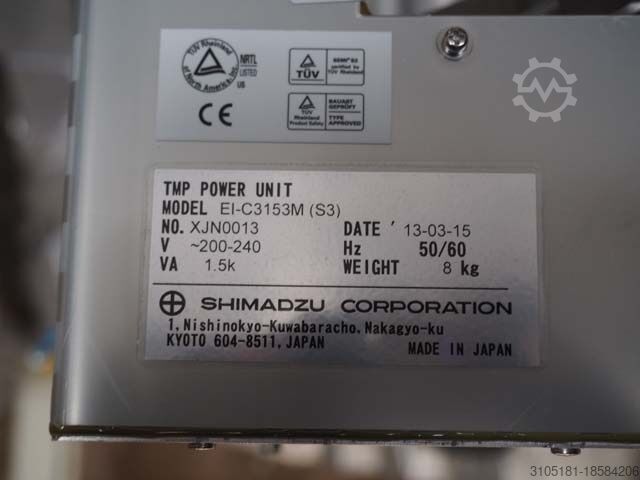 TÜV Rheinland of North America, Inc.
NRTL
LISTED
US
CE
TÜV
SEMI S2
certified by
TÜV Rheinland
TÜV
Rheinland
Product Safety
BAUART
GEPRÜFT
TYPE
APPROVED
TMP POWER UNIT
MODEL EI-C3153M (S3)
NO. XJN0013 DATE ' 13-03-15
V ~200-240 Hz 50/60
VA 1.5k WEIGHT 8 kg
SHIMADZU CORPORATION
1, Nishinokyo-Kuwabaracho, Nakagyo-ku
KYOTO 604-8511, JAPAN MADE IN JAPAN
3105181-18584206